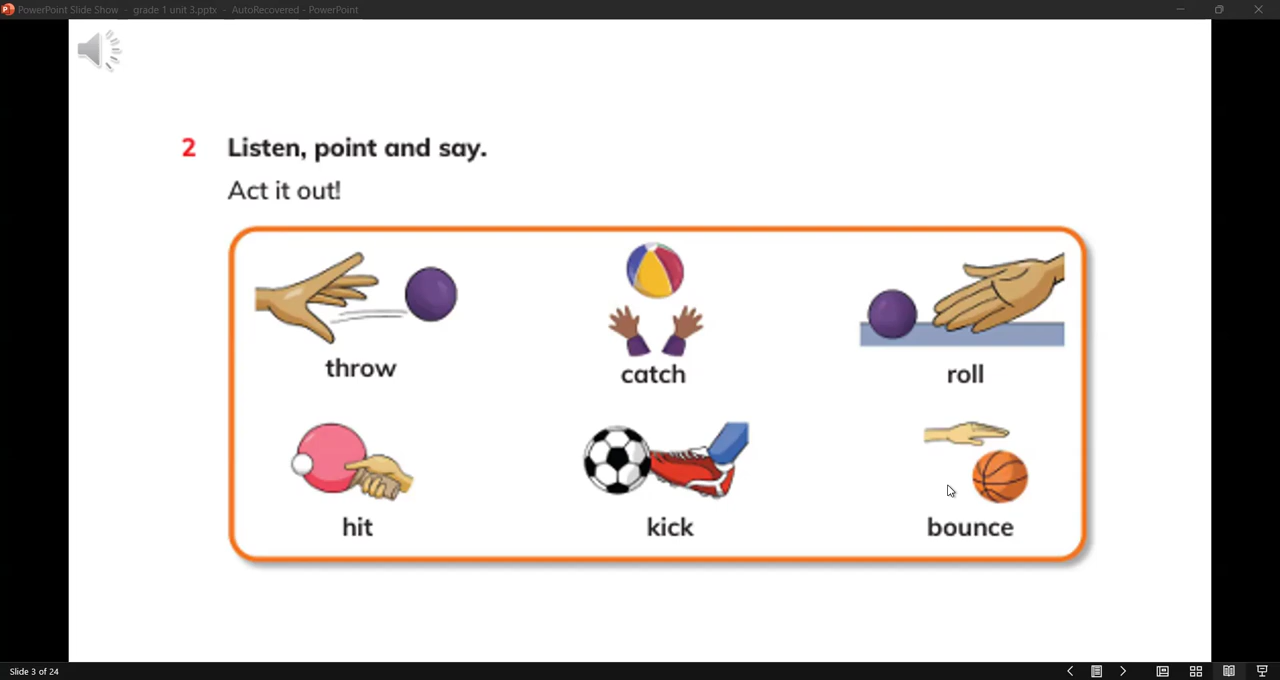 PowerPoint Slide Show - grade 1 unit 3.pptx - AutoRecovered - PowerPoint
2 Listen, point and say.
Act it out!
throw catch roll
hit kick bounce
Slide 3 of 24